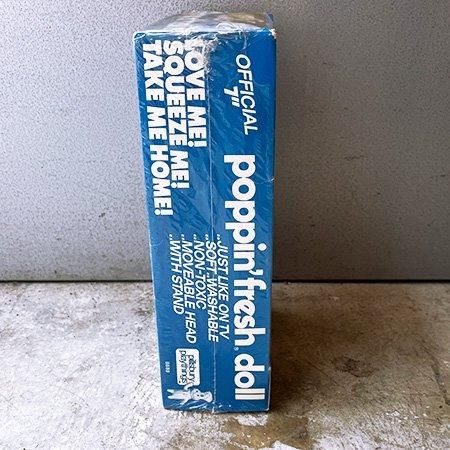 LOVE ME!
SQUEEZE ME!
TAKE ME HOME!
OFFICIAL
7"
poppin' fresh® doll
...JUST LIKE ON TV
...SOFT-WASHABLE
...NON-TOXIC
...MOVEABLE HEAD
...WITH STAND
pillsbury
playthings